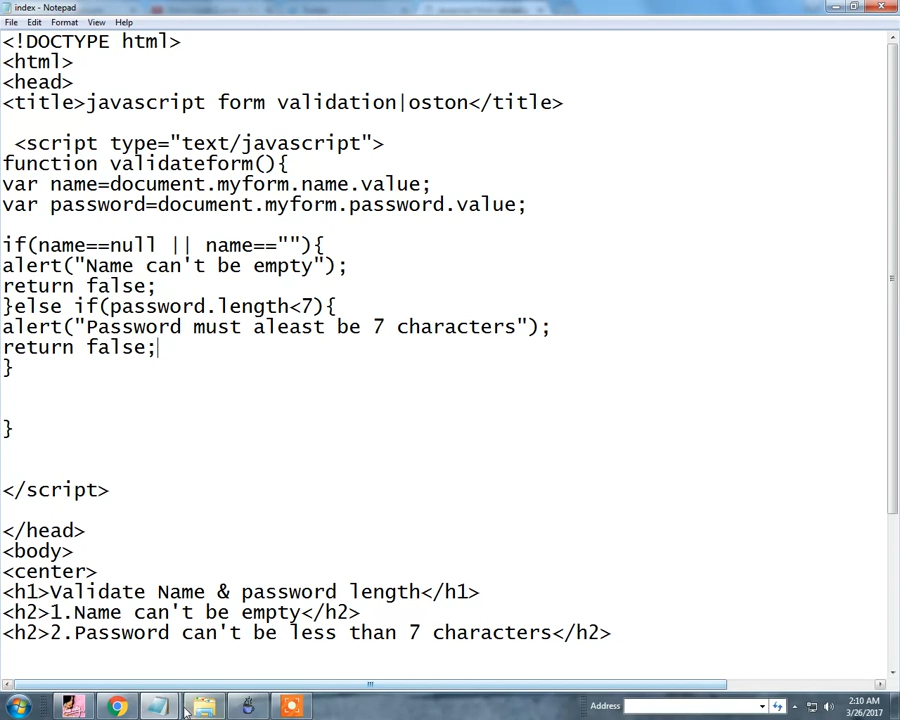 index - Notepad
File Edit Format View Help
<!DOCTYPE html>
<html>
<head>
<title>javascript form validation|oston</title>
<script type="text/javascript">
function validateform(){
var name=document.myform.name.value;
var password=document.myform.password.value;
if(name==null || name==""){
alert("Name can't be empty");
return false;
}else if(password.length<7){
alert("Password must aleast be 7 characters");
return false;
}
}
</script>
</head>
<body>
<center>
<h1>Validate Name & password length</h1>
<h2>1.Name can't be empty</h2>
<h2>2.Password can't be less than 7 characters</h2>
Address
2:10 AM
3/26/2017